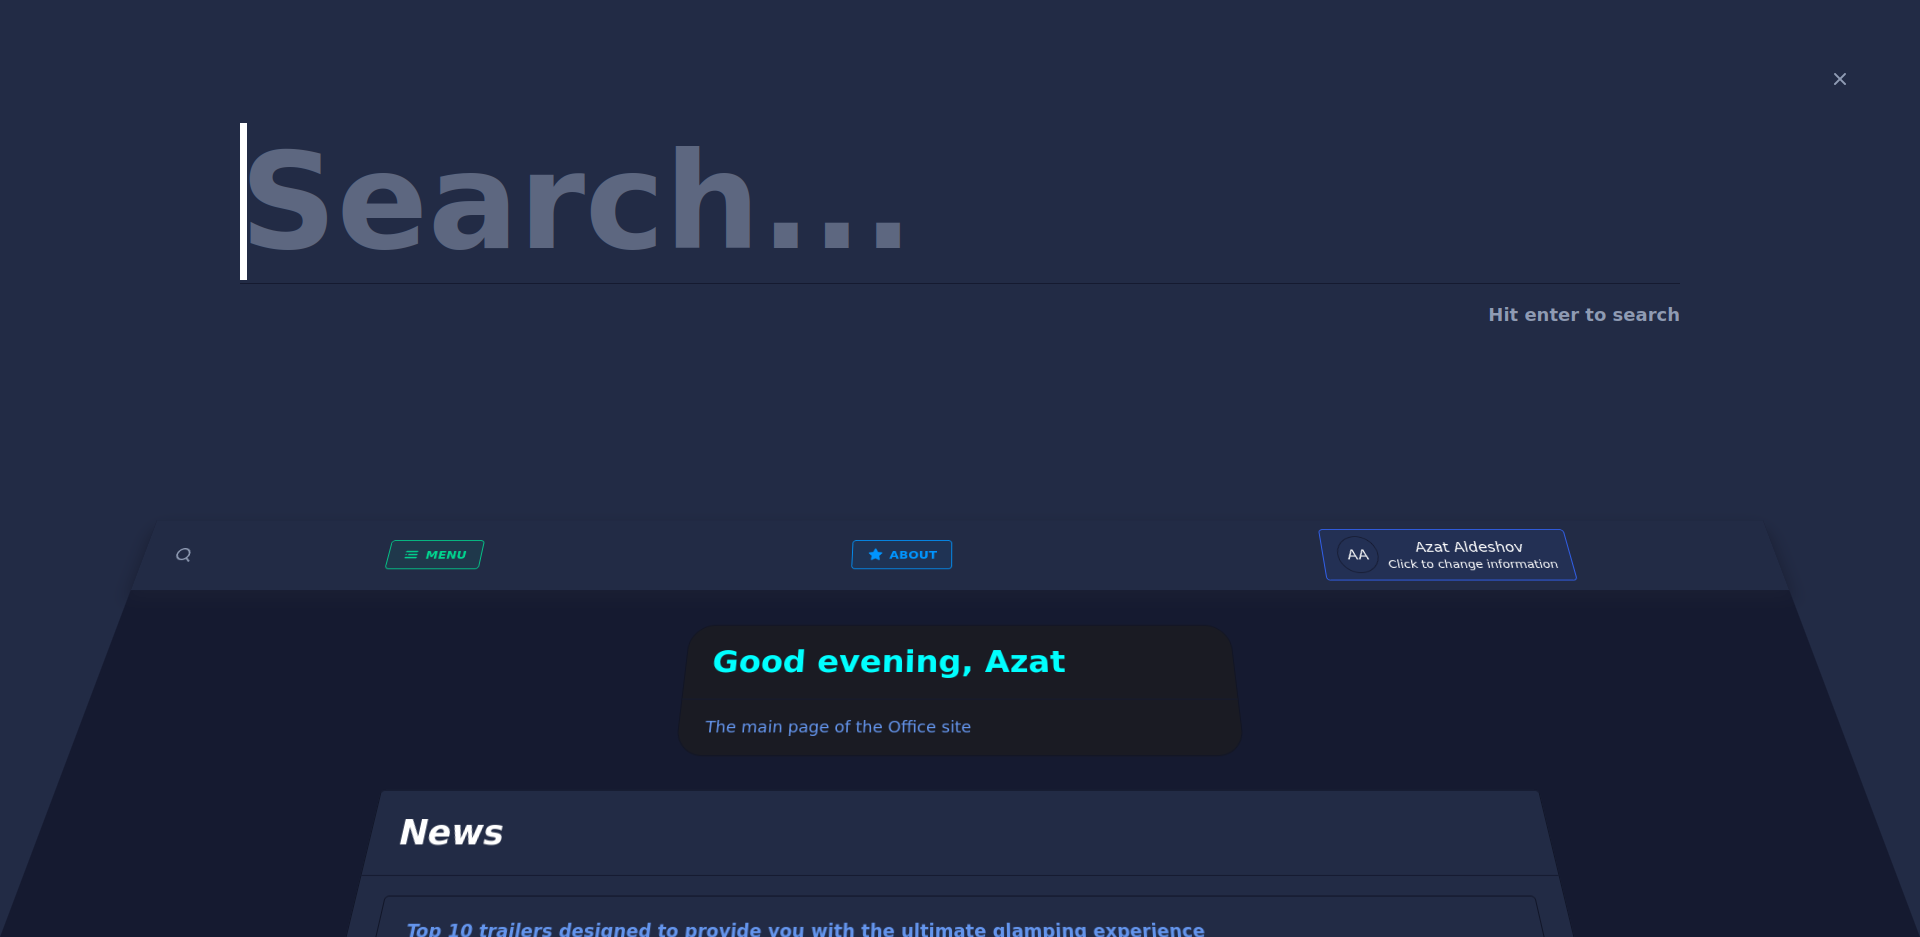 Search...
Hit enter to search
MENU
ABOUT
AA
Azat Aldeshov
Click to change information
Good evening, Azat
The main page of the Office site
News
Top 10 trailers designed to provide you with the ultimate glamping experience